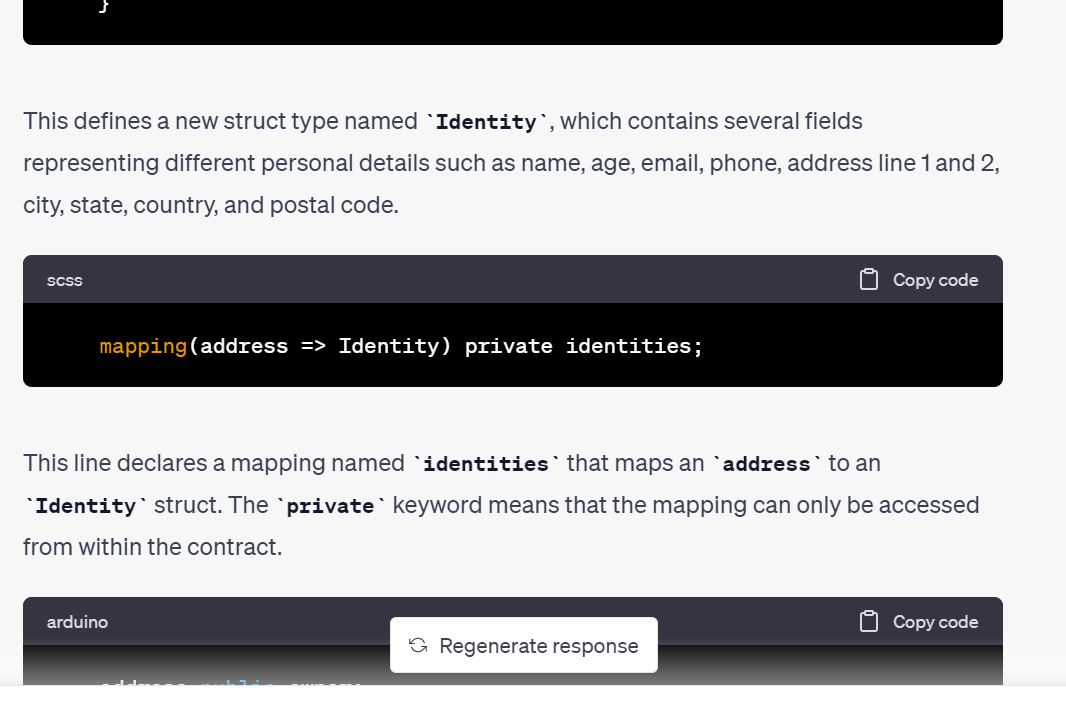 }
This defines a new struct type named `Identity`, which contains several fields
representing different personal details such as name, age, email, phone, address line 1 and 2,
city, state, country, and postal code.
scss Copy code
mapping(address => Identity) private identities;
This line declares a mapping named `identities` that maps an `address` to an
`Identity` struct. The `private` keyword means that the mapping can only be accessed
from within the contract.
arduino Copy code
Regenerate response
address public owner;